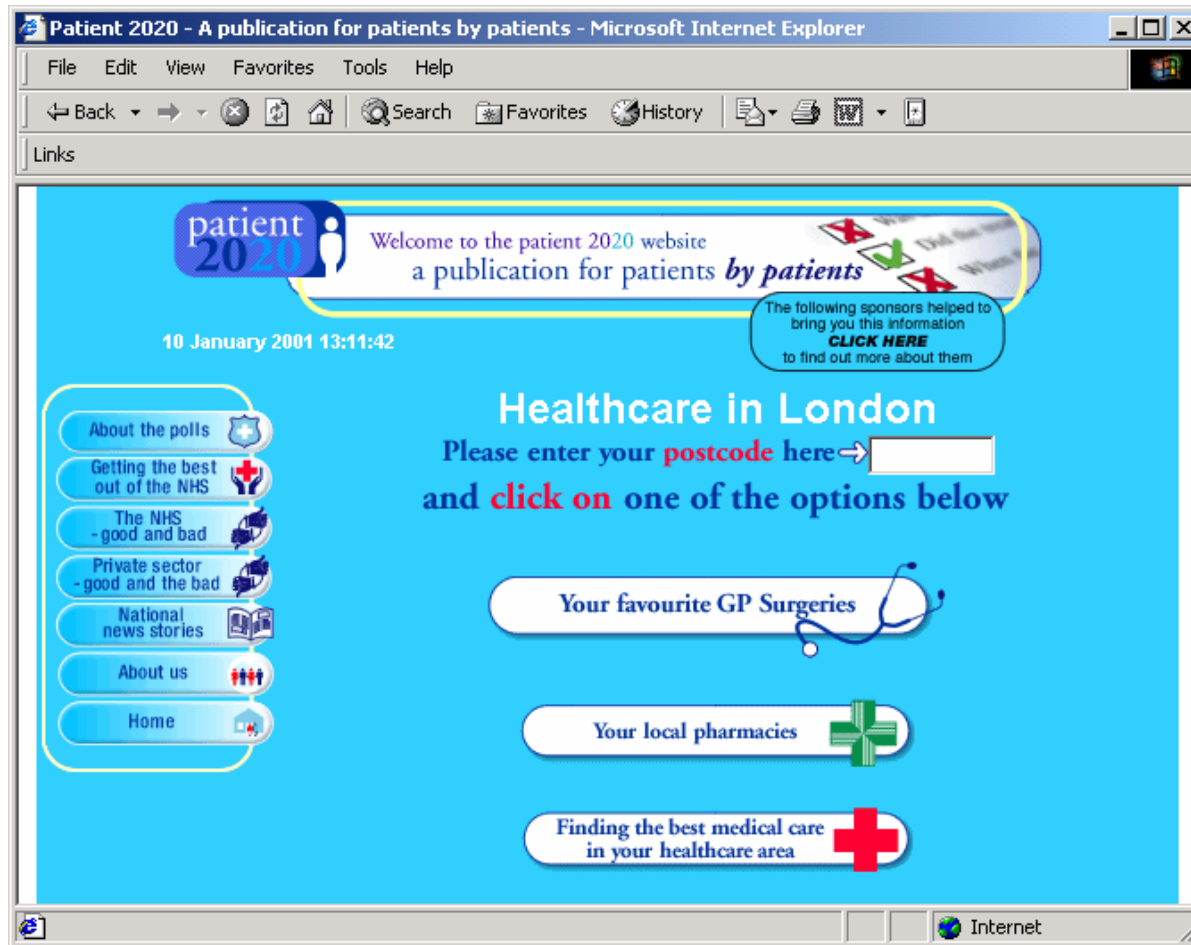 Patient 2020 - A publication for patients by patients - Microsoft Internet Explorer
File Edit View Favorites Tools Help
Back Search Favorites History
Links
patient
2020
Welcome to the patient 2020 website
a publication for patients by patients
Did the
When
The following sponsors helped to
bring you this information
CLICK HERE
to find out more about them
10 January 2001 13:11:42
About the polls
Getting the best
out of the NHS
The NHS
- good and bad
Private sector
- good and the bad
National
news stories
About us
Home
Healthcare in London
Please enter your postcode here
and click on one of the options below
Your favourite GP Surgeries
Your local pharmacies
Finding the best medical care
in your healthcare area
Internet